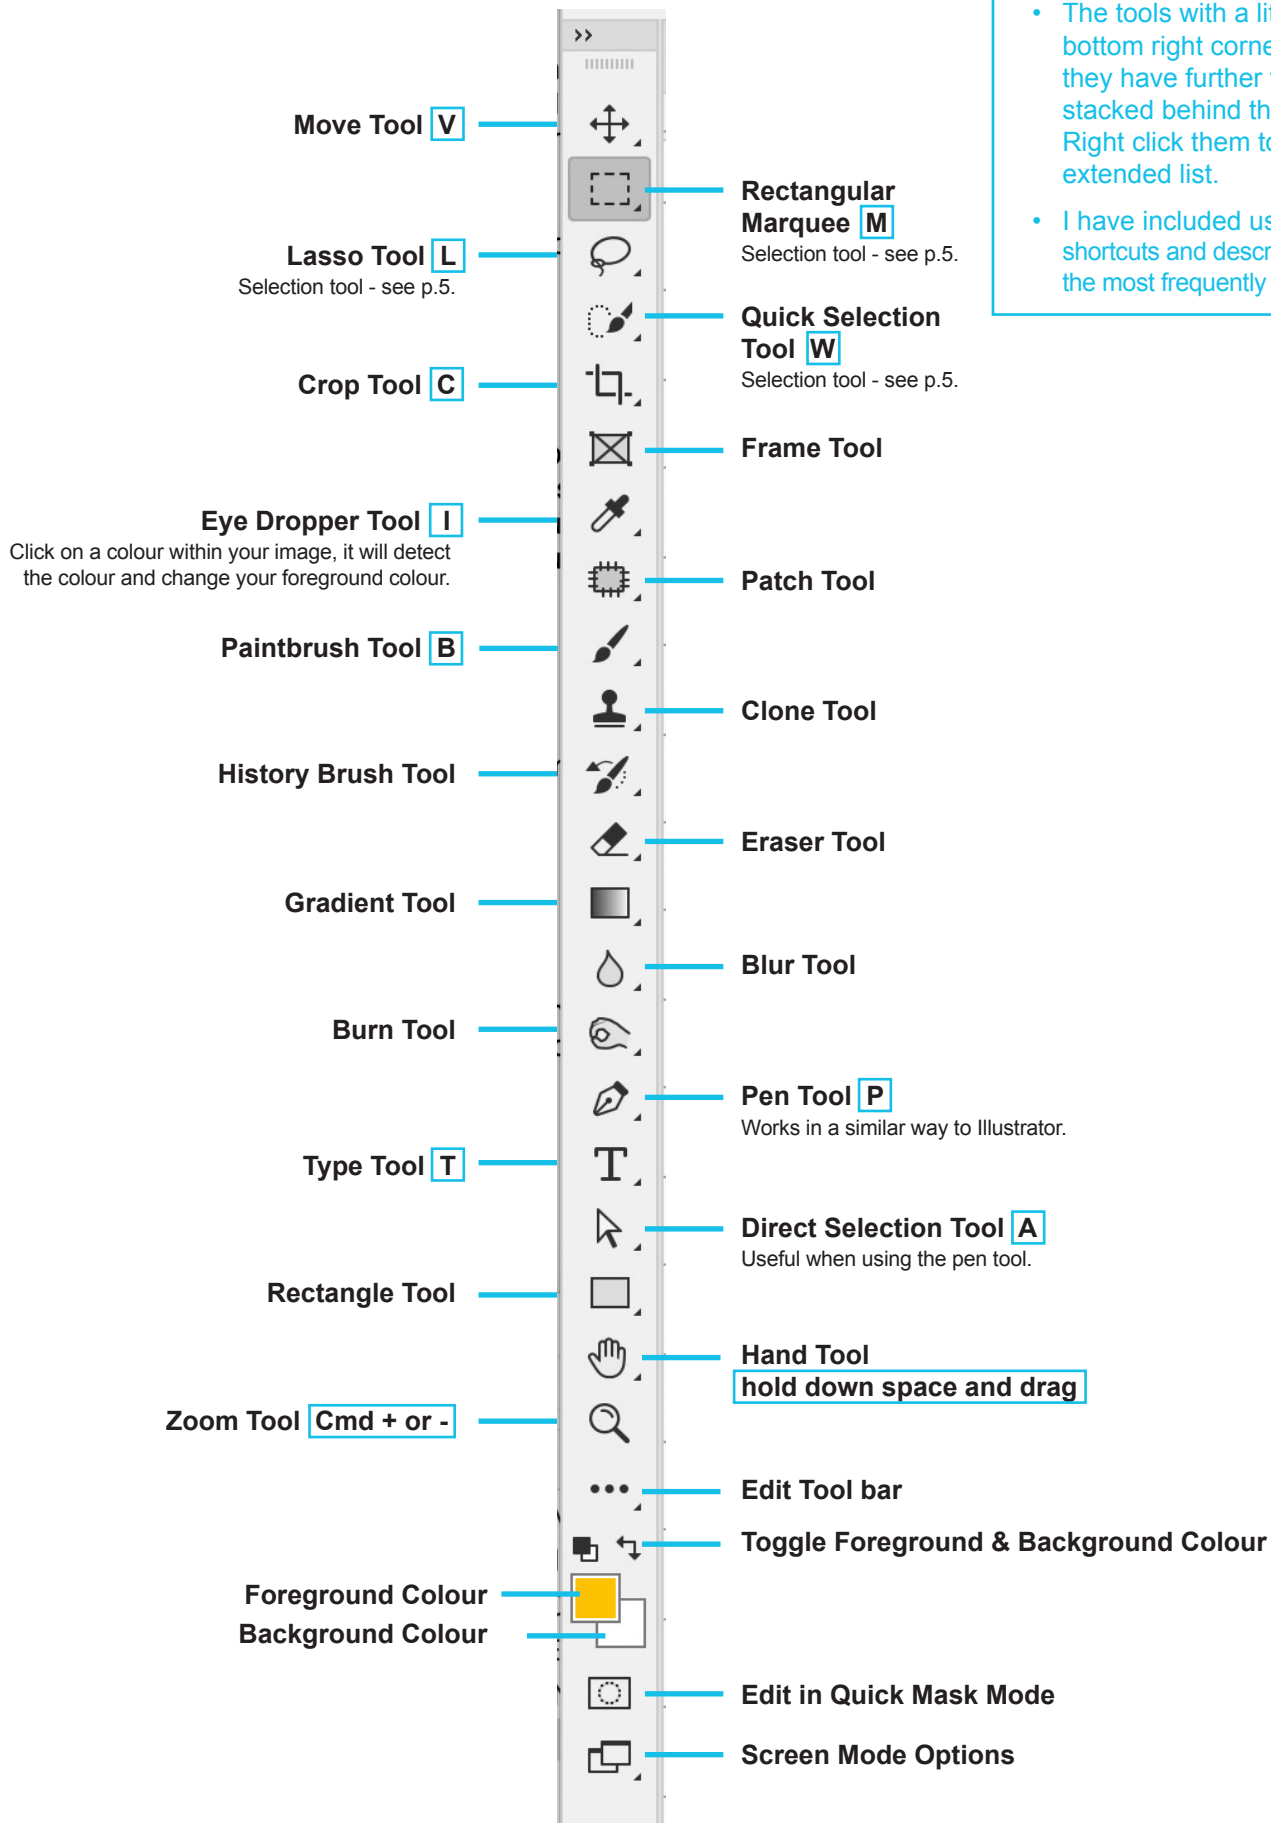 • The tools with a
bottom right
they have further
stacked behind
Right click them
extended list.
• I have included
shortcuts and
the most frequently
>>
Move Tool V
Rectangular
Marquee M
Selection tool - see p.5.
Lasso Tool L
Selection tool - see p.5.
Quick Selection
Tool W
Selection tool - see p.5.
Crop Tool C
Frame Tool
Eye Dropper Tool I
Click on a colour within your image, it will detect
the colour and change your foreground colour.
Patch Tool
Paintbrush Tool B
Clone Tool
History Brush Tool
Eraser Tool
Gradient Tool
Blur Tool
Burn Tool
Pen Tool P
Works in a similar way to Illustrator.
Type Tool T
Direct Selection Tool A
Useful when using the pen tool.
Rectangle Tool
Hand Tool
hold down space and drag
Zoom Tool Cmd + or -
Edit Tool bar
Toggle Foreground & Background Colour
Foreground Colour
Background Colour
Edit in Quick Mask Mode
Screen Mode Options